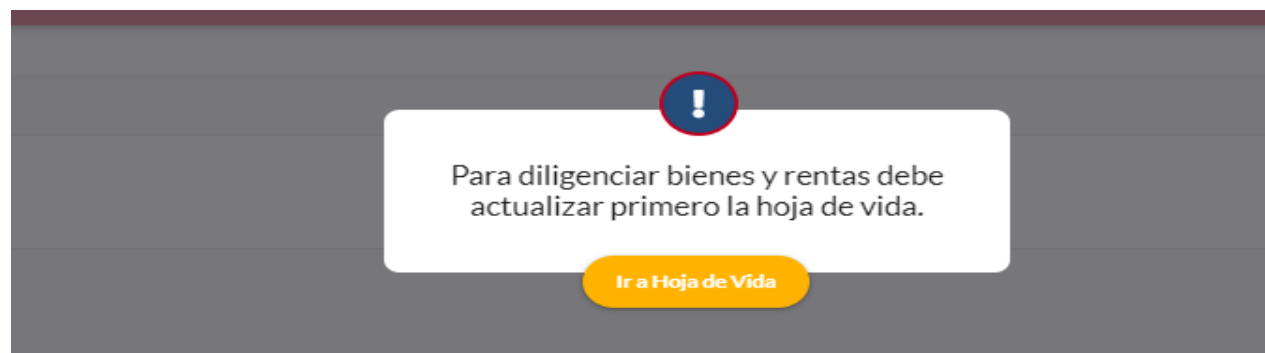 !
Para diligenciar bienes y rentas debe
actualizar primero la hoja de vida.
Ir a Hoja de Vida